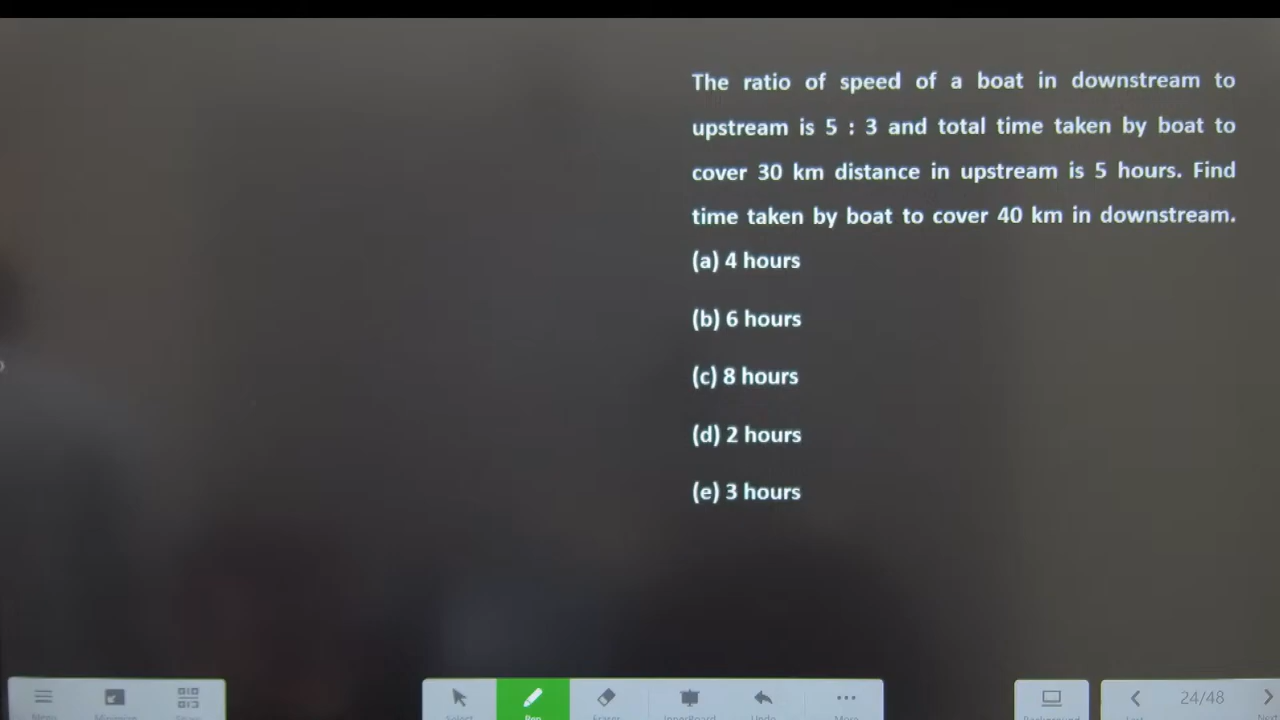 The ratio of speed of a boat in downstream to
upstream is 5 : 3 and total time taken by boat to
cover 30 km distance in upstream is 5 hours. Find
time taken by boat to cover 40 km in downstream.
(a) 4 hours
(b) 6 hours
(c) 8 hours
(d) 2 hours
(e) 3 hours
24/48